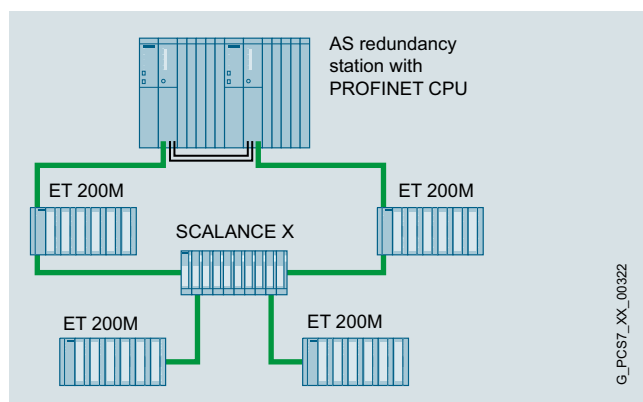 AS redundancy
station with
PROFINET CPU
ET 200M
ET 200M
SCALANCE X
ET 200M
ET 200M
G_PCS7_XX_00322